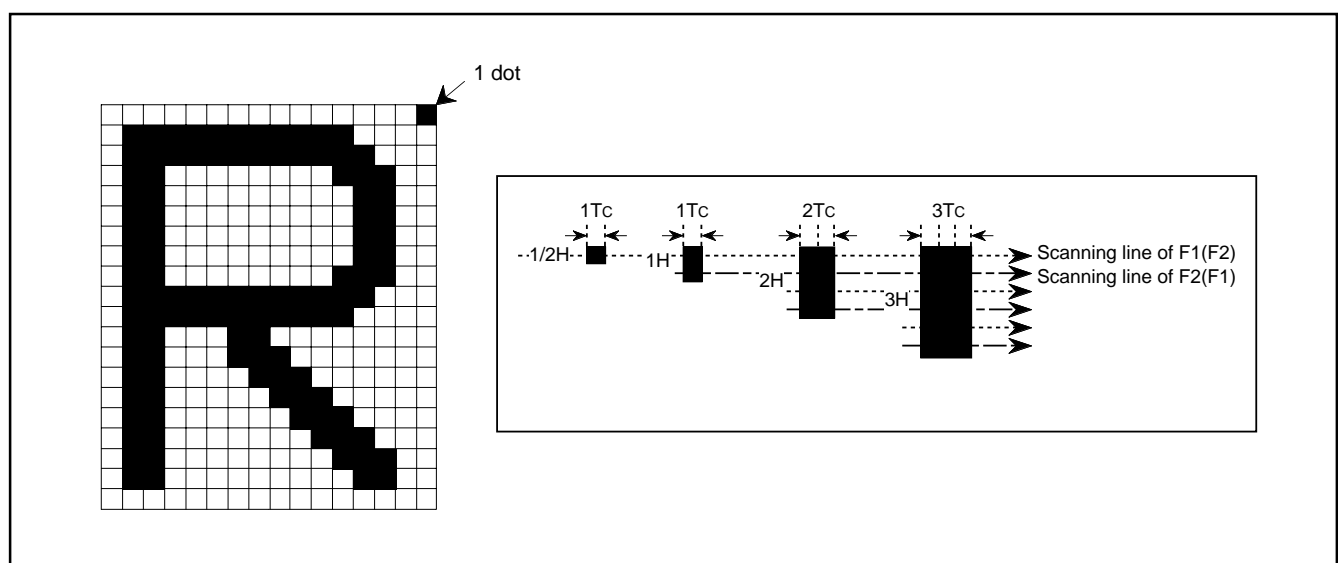 1 dot
1Tc 1Tc 2Tc 3Tc
1/2H
1H
2H
3H
Scanning line of F1(F2)
Scanning line of F2(F1)